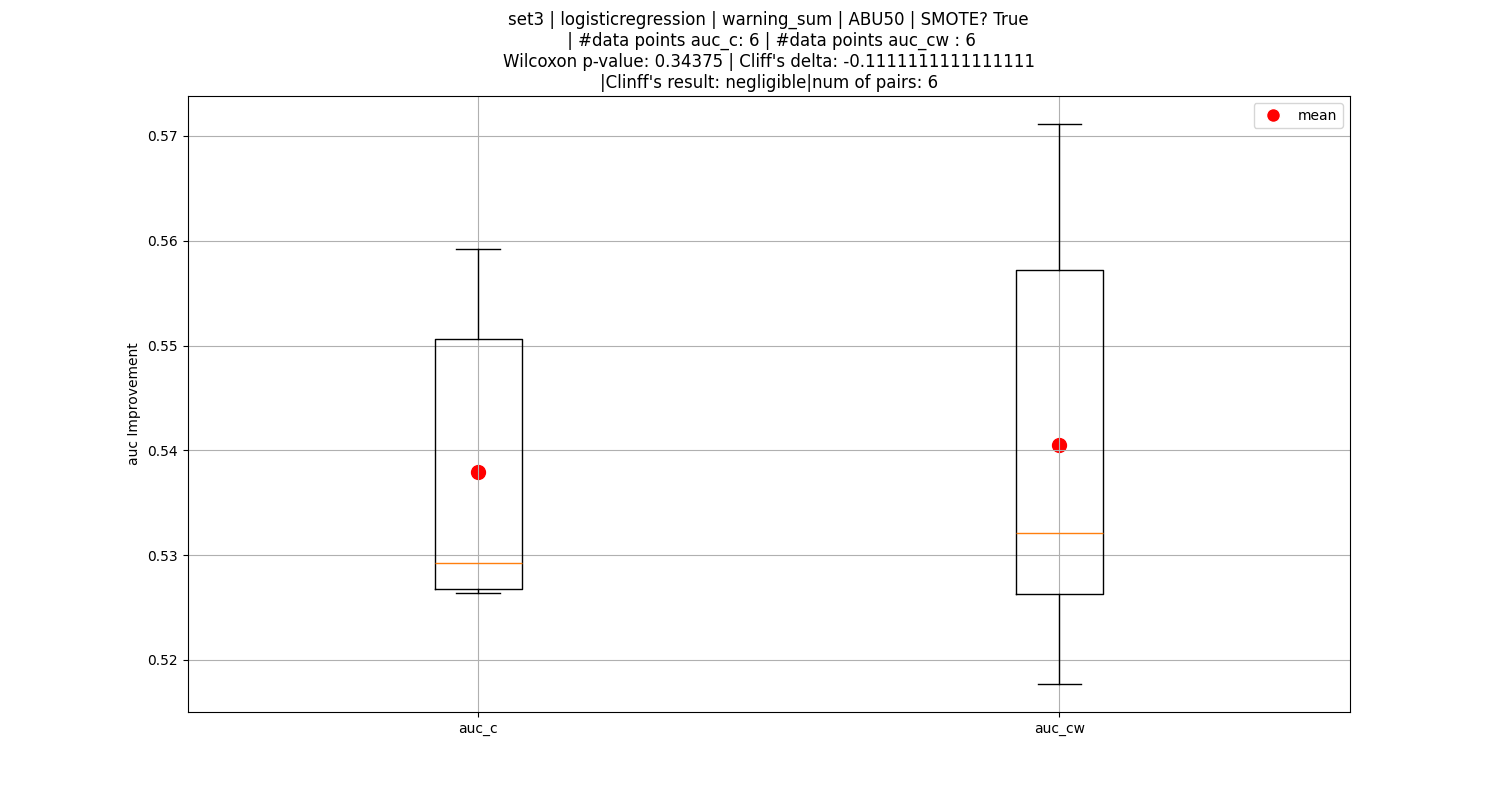 set3 | logisticregression | warning_sum | ABU50 | SMOTE? True
| #data points auc_c: 6 | #data points auc_cw : 6
Wilcoxon p-value: 0.34375 | Cliff's delta: -0.1111111111111111
|Clinff's result: negligible|num of pairs: 6
mean
0.57
0.56
0.55
0.54
0.53
0.52
auc Improvement
auc_c
auc_cw